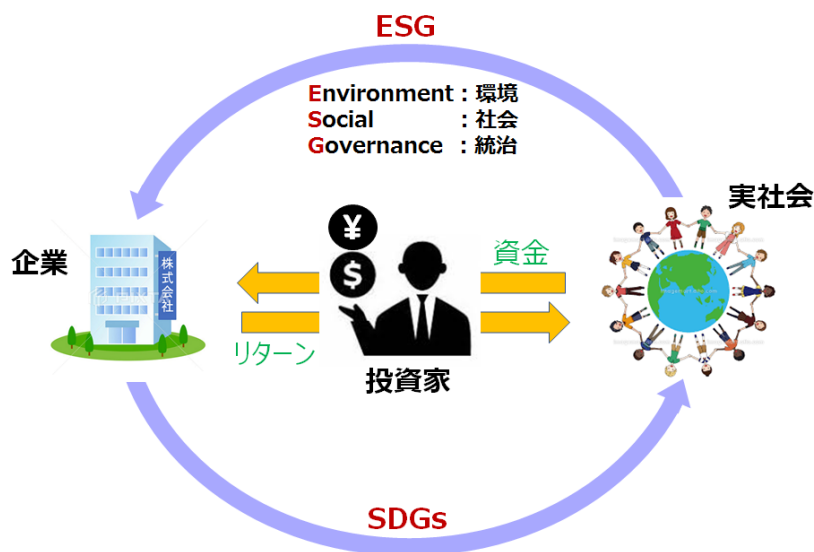 ESG
Environment：環境
Social ：社会
Governance ：統治
実社会
企業
株式会社
¥
$
資金
リターン
投資家
SDGs